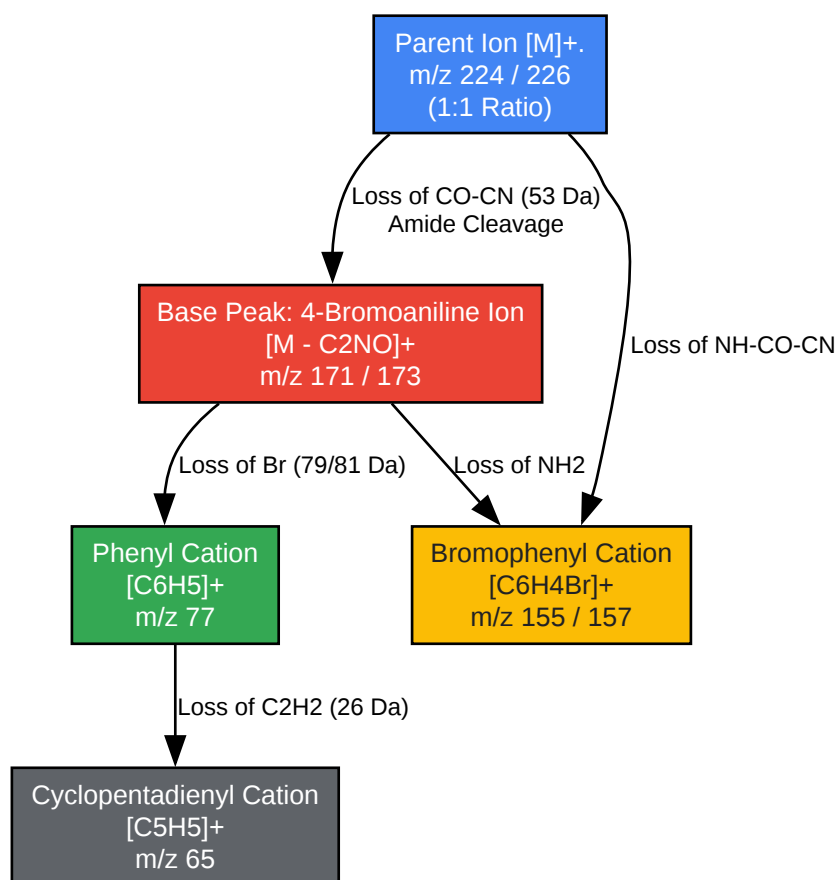 Parent Ion [M]+.
m/z 224 / 226
(1:1 Ratio)
Loss of CO-CN (53 Da)
Amide Cleavage
Base Peak: 4-Bromoaniline Ion
[M - C2NO]+
m/z 171 / 173
Loss of NH-CO-CN
Loss of Br (79/81 Da)
Loss of NH2
Phenyl Cation
[C6H5]+
m/z 77
Bromophenyl Cation
[C6H4Br]+
m/z 155 / 157
Loss of C2H2 (26 Da)
Cyclopentadienyl Cation
[C5H5]+
m/z 65